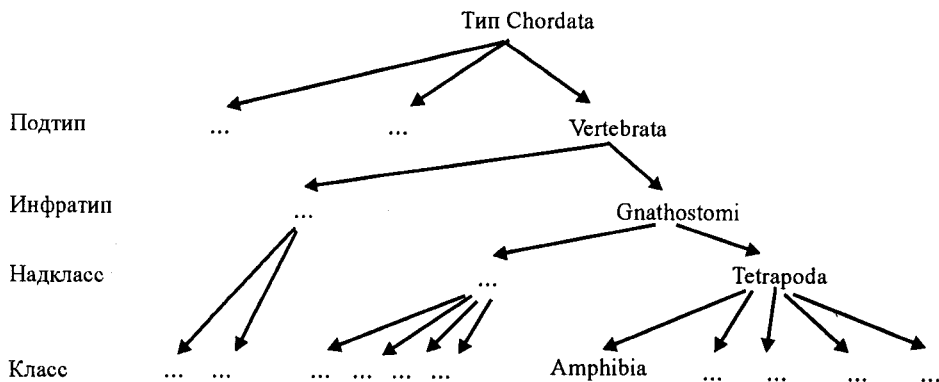 Тип Chordata
Подтип ... ... Vertebrata
Инфратип ... Gnathostomi
Надкласс ... Tetrapoda
Класс ... ... ... ... ... ... Amphibia ... ... ... ...